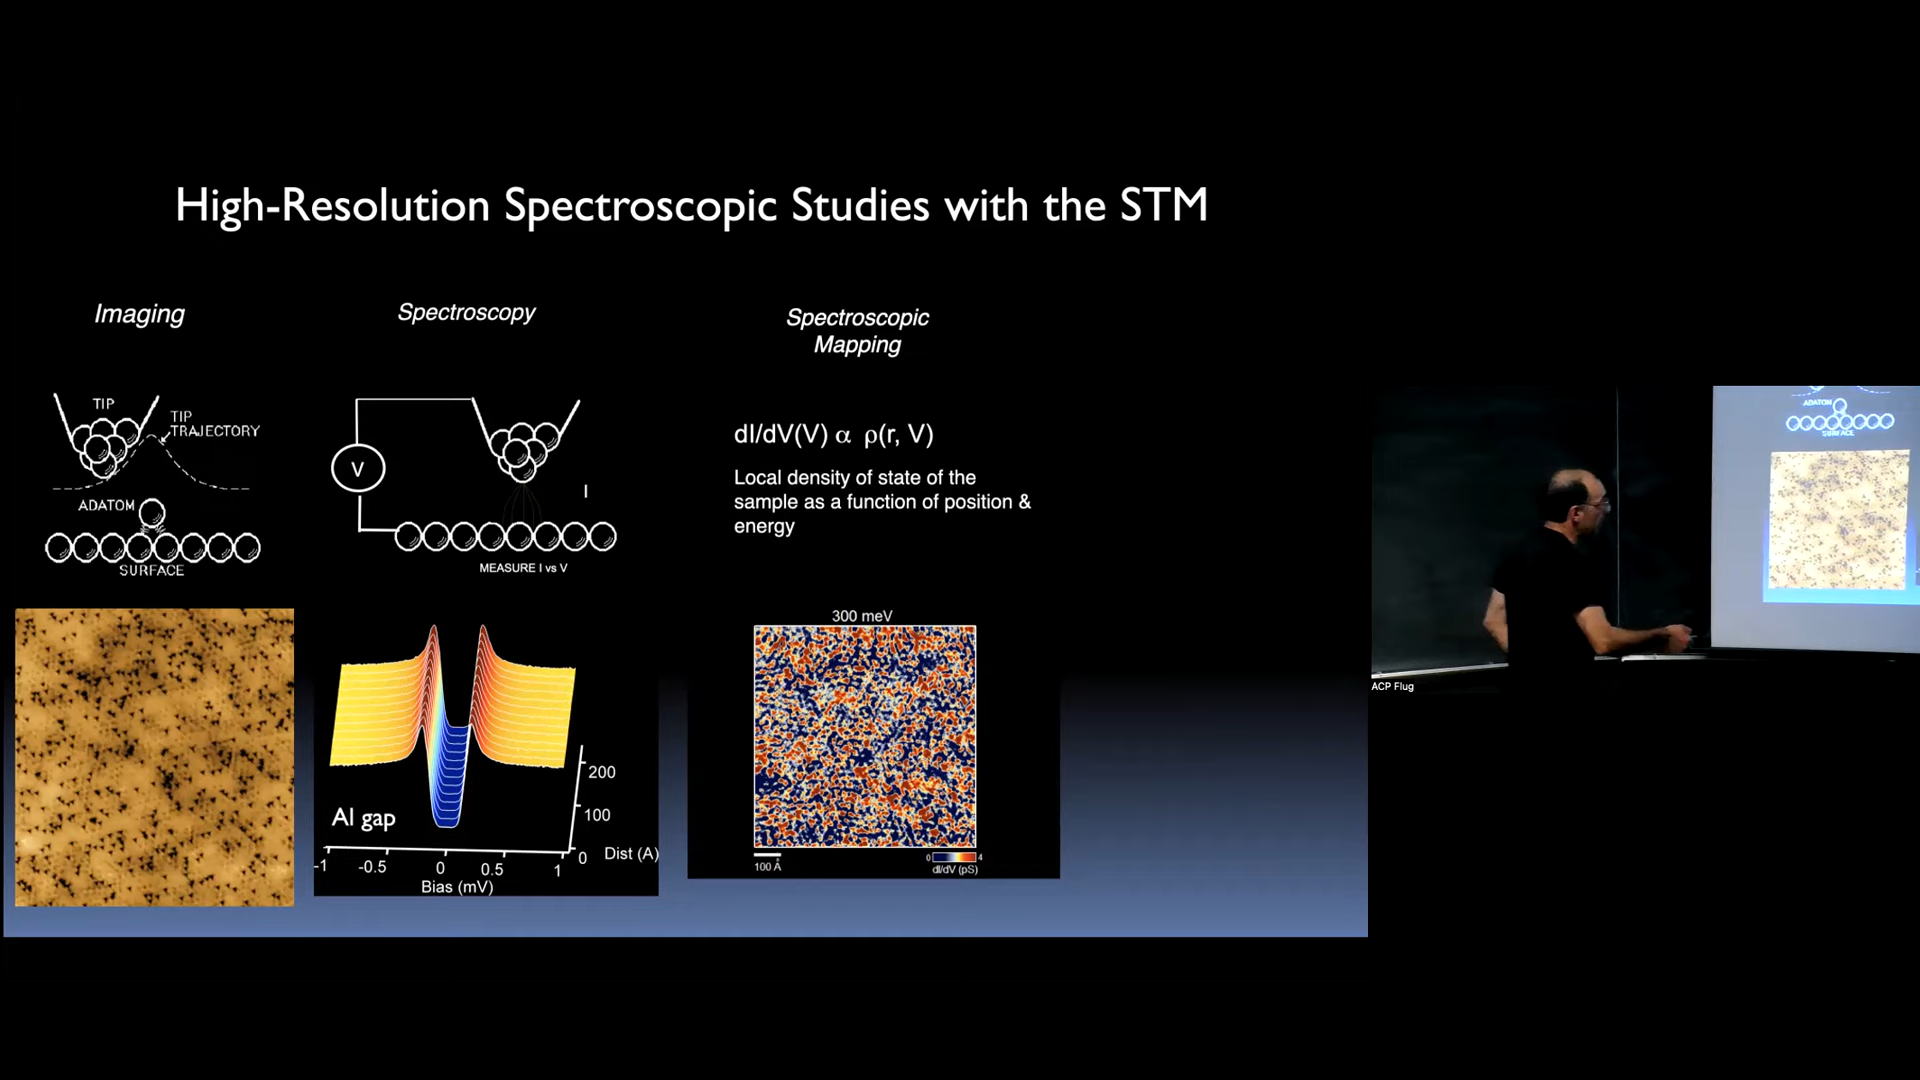 High-Resolution Spectroscopic Studies with the STM
Imaging
TIP
TIP
TRAJECTORY
ADATOM
SURFACE
Spectroscopy
V
I
MEASURE I vs V
Al gap
200
100
0
Dist (A)
-1
-0.5
0
0.5
1
Bias (mV)
Spectroscopic
Mapping
dI/dV(V) α ρ(r, V)
Local density of state of the
sample as a function of position &
energy
300 meV
100 Å
0
4
dI/dV (pS)
ADATOM
SURFACE
ACP Flug